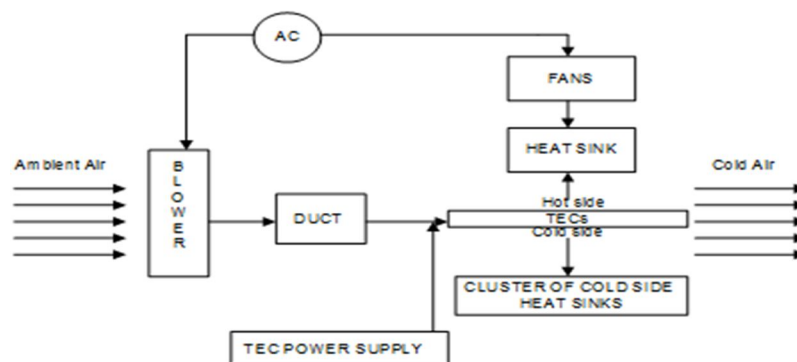 AC
FANS
Ambient Air
BLOWER
HEAT SINK
Cold Air
Hot side
DUCT
TECs
Cold side
CLUSTER OF COLD SIDE
HEAT SINKS
TEC POWER SUPPLY